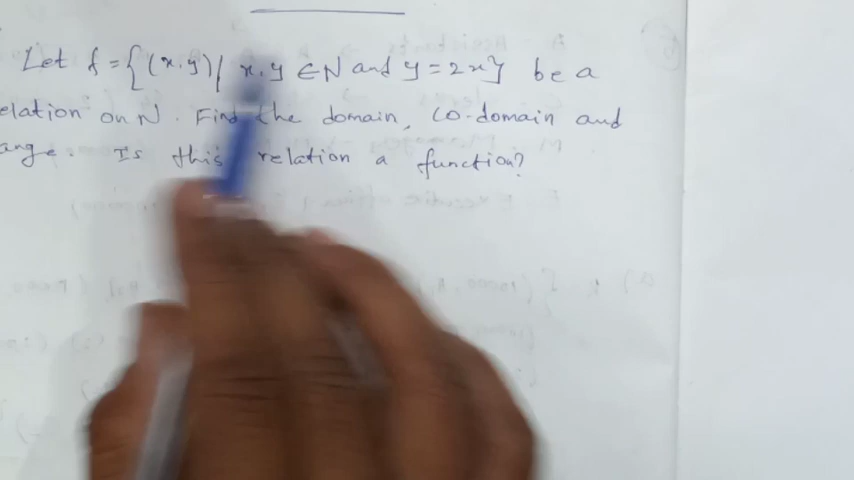 Let f = {(x,y) | x,y ∈ N and y = 2x} be a
elation on N. Find the domain, co-domain and
ange. Is this relation a function?